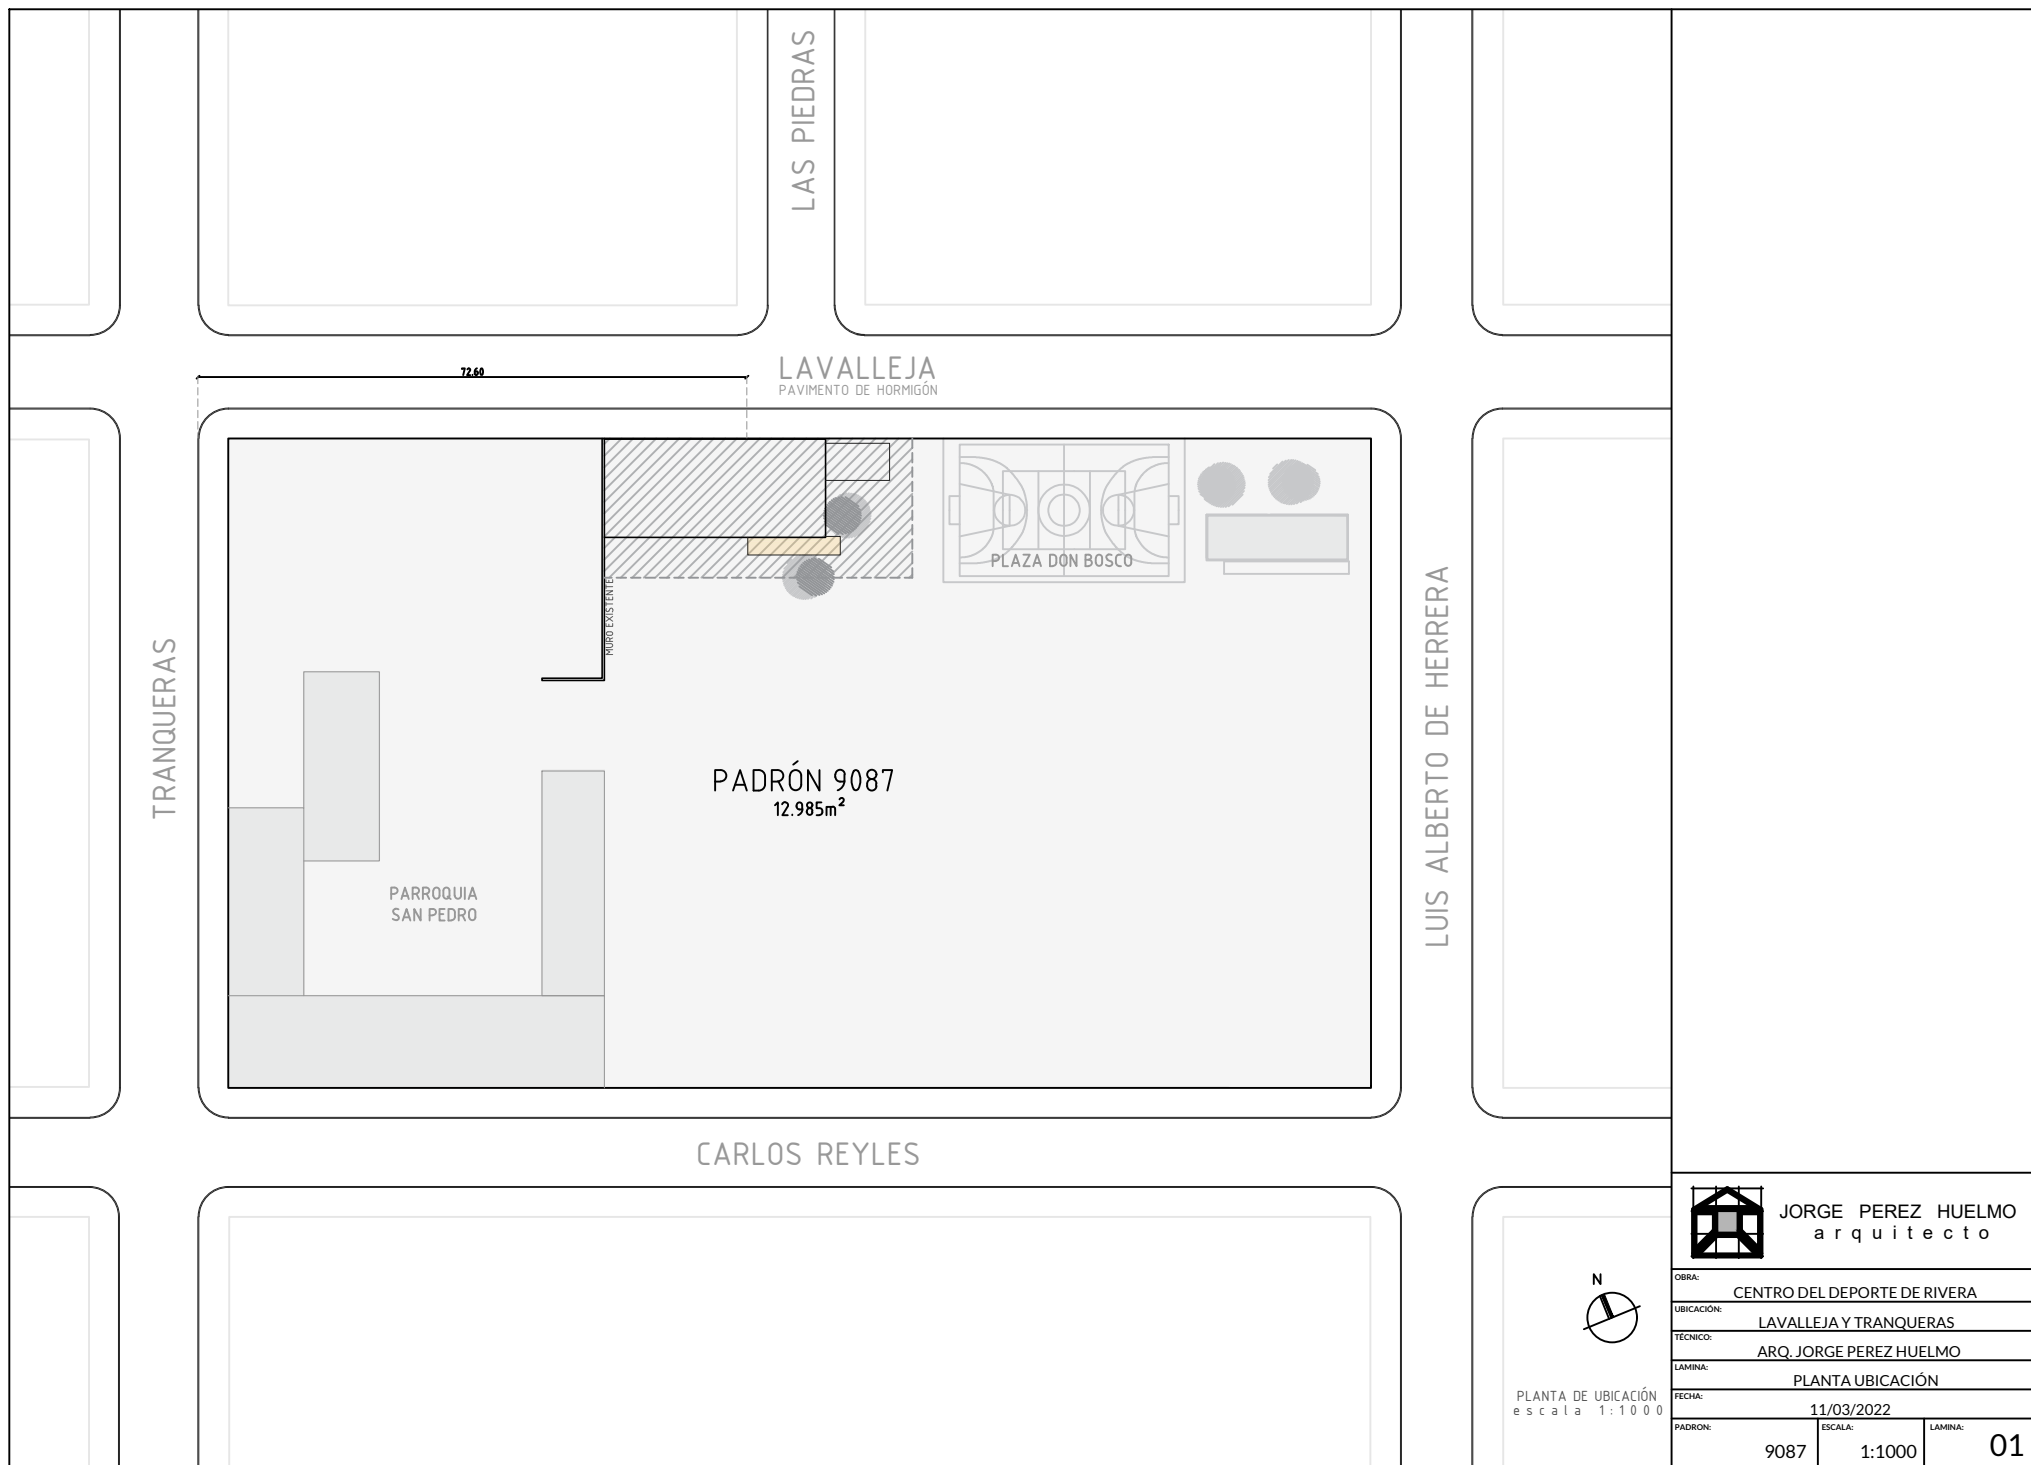 LAS PIEDRAS
72.60
LAVALLEJA
PAVIMENTO DE HORMIGÓN
PLAZA DON BOSCO
MURO EXISTENTE
TRANQUERAS
LUIS ALBERTO DE HERRERA
PADRÓN 9087
12.985m²
PARROQUIA
SAN PEDRO
CARLOS REYLES
N
PLANTA DE UBICACIÓN
escala 1:1000
JORGE PEREZ HUELMO
arquitecto
OBRA:
CENTRO DEL DEPORTE DE RIVERA
UBICACIÓN:
LAVALLEJA Y TRANQUERAS
TÉCNICO:
ARQ. JORGE PEREZ HUELMO
LAMINA:
PLANTA UBICACIÓN
FECHA:
11/03/2022
PADRON:
9087
ESCALA:
1:1000
LAMINA:
01